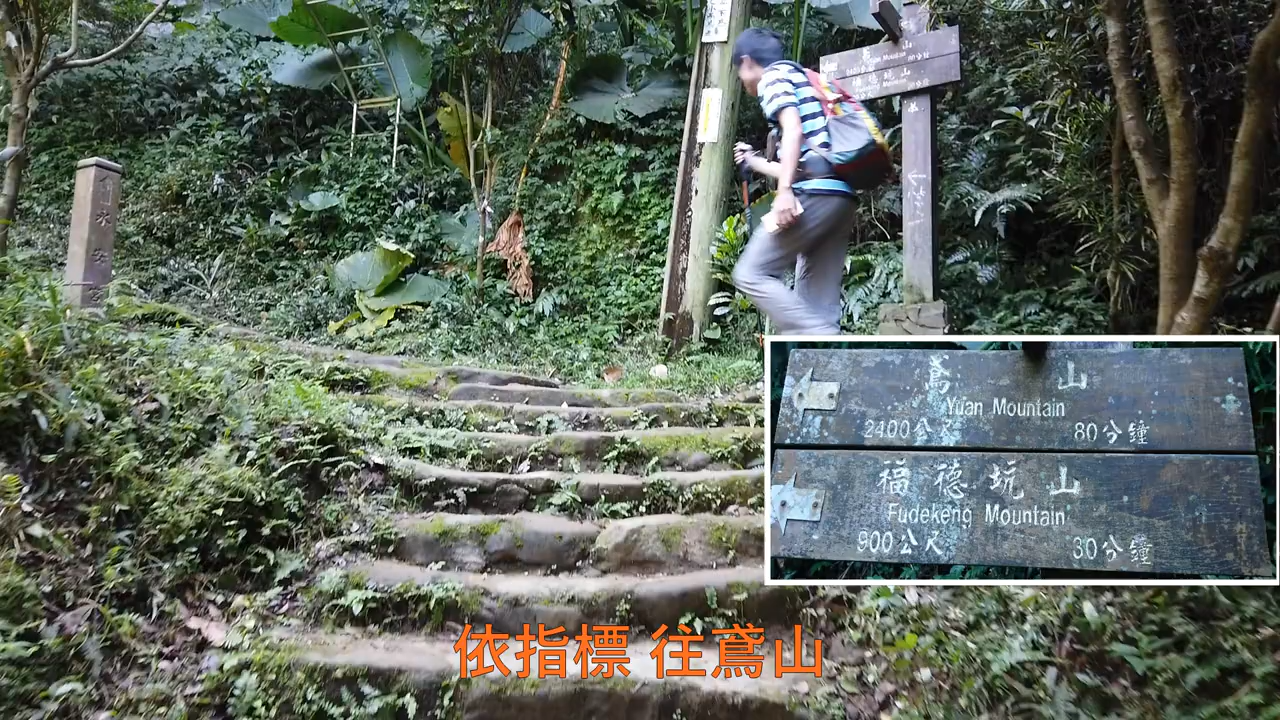 鳶 山
Yuan Mountain
2400公尺 80分鐘
福德坑山
Fudekeng Mountain
900公尺 30分鐘
依指標 往鳶山